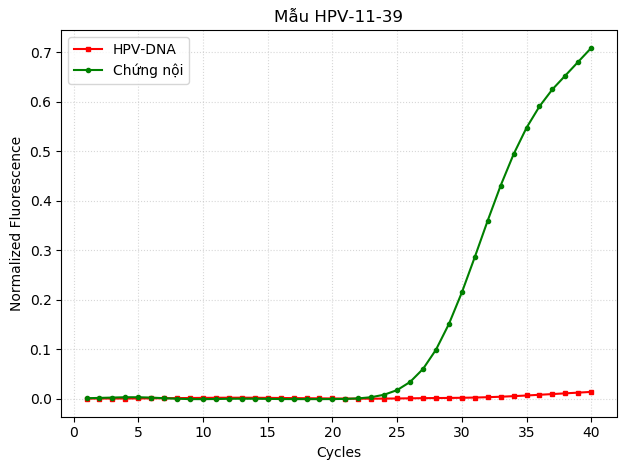 Mẫu HPV-11-39
HPV-DNA
Chứng nội
Normalized Fluorescence
0.7
0.6
0.5
0.4
0.3
0.2
0.1
0.0
0 5 10 15 20 25 30 35 40
Cycles